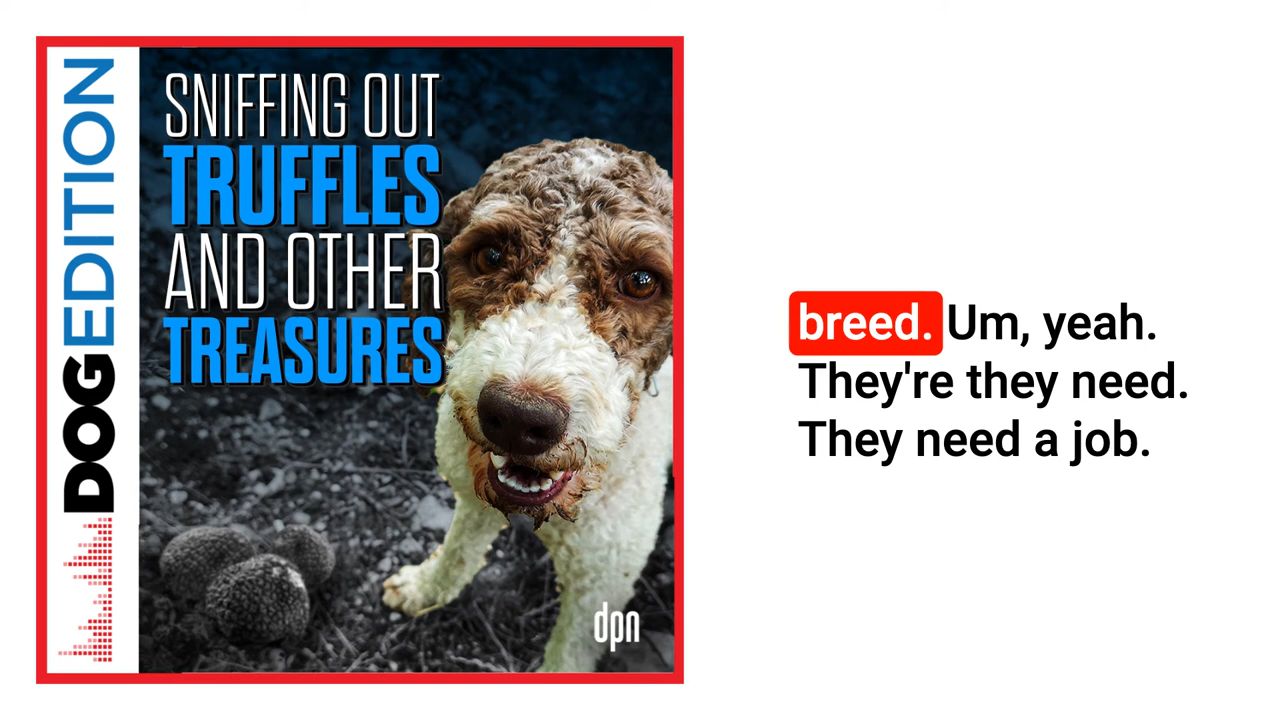 DOGEDITION
SNIFFING OUT
TRUFFLES
AND OTHER
TREASURES
dpn
breed. Um, yeah.
They're they need.
They need a job.